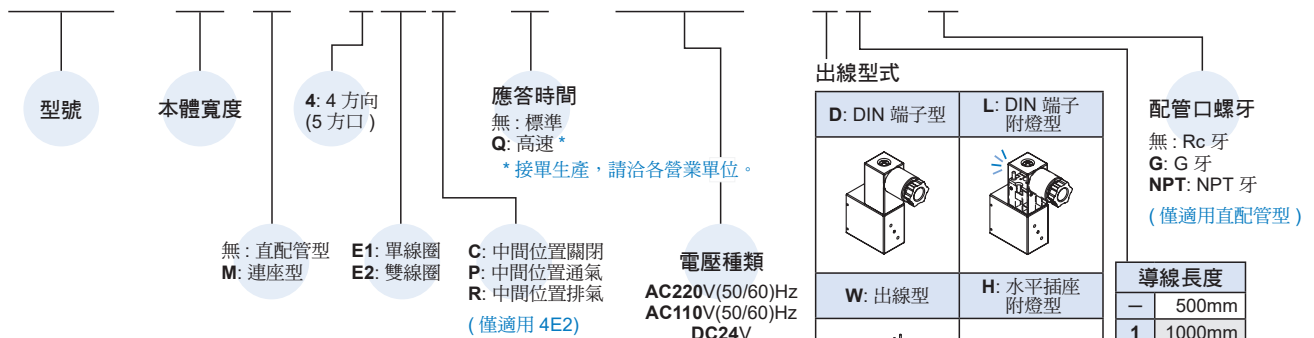 型號
本體寬度
4: 4 方向
(5 方口)
應答時間
無 : 標準
Q: 高速 *
* 接單生產，請洽各營業單位。
無 : 直配管型
M: 連座型
E1: 單線圈
E2: 雙線圈
C: 中間位置關閉
P: 中間位置通氣
R: 中間位置排氣
( 僅適用 4E2)
電壓種類
AC220V(50/60)Hz
AC110V(50/60)Hz
DC24V
出線型式
D: DIN 端子型
L: DIN 端子
附燈型
W: 出線型
H: 水平插座
附燈型
配管口螺牙
無 : Rc 牙
G: G 牙
NPT: NPT 牙
( 僅適用直配管型 )
導線長度
— 500mm
1 1000mm